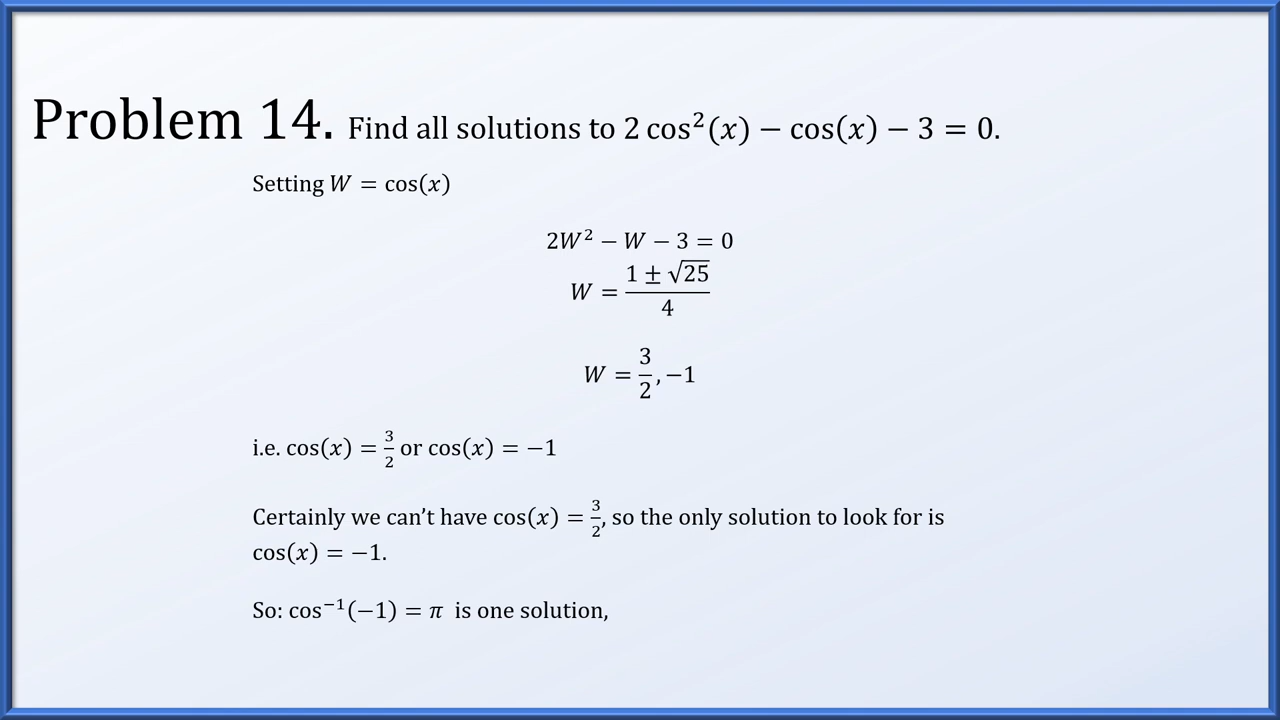 Problem 14. Find all solutions to 2 cos²(x) − cos(x) − 3 = 0.
Setting W = cos(x)
2W² − W − 3 = 0
W = (1 ± √25)/4
W = 3/2, −1
i.e. cos(x) = 3/2 or cos(x) = −1
Certainly we can’t have cos(x) = 3/2, so the only solution to look for is
cos(x) = −1.
So: cos⁻¹(−1) = π is one solution,